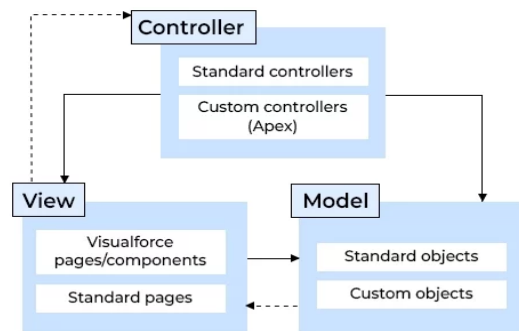 Controller
Standard controllers
Custom controllers
(Apex)
View
Visualforce
pages/components
Standard pages
Model
Standard objects
Custom objects